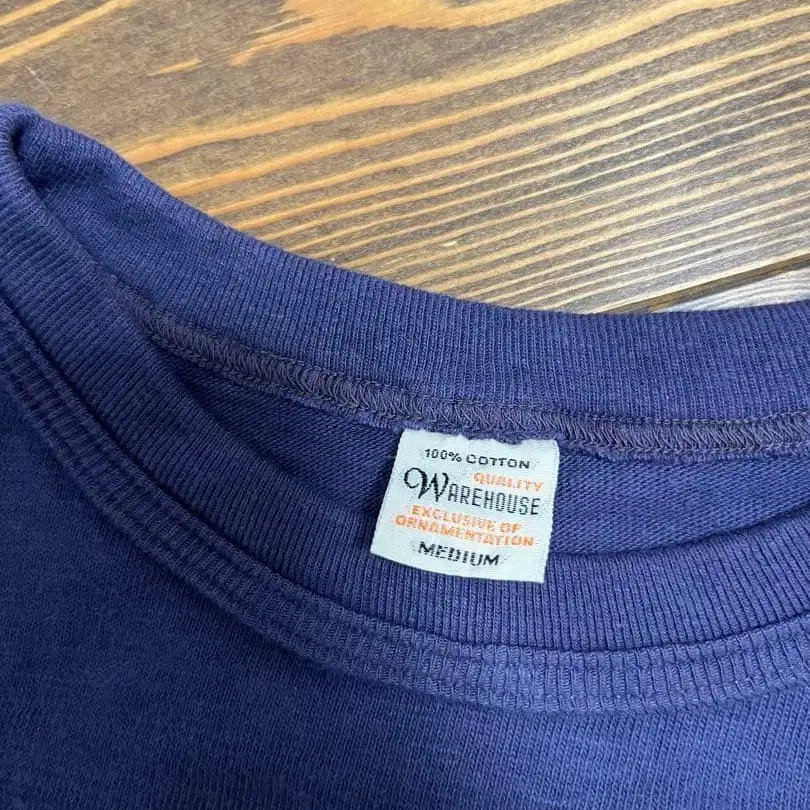 100% COTTON
QUALITY
WAREHOUSE
EXCLUSIVE OF
ORNAMENTATION
MEDIUM